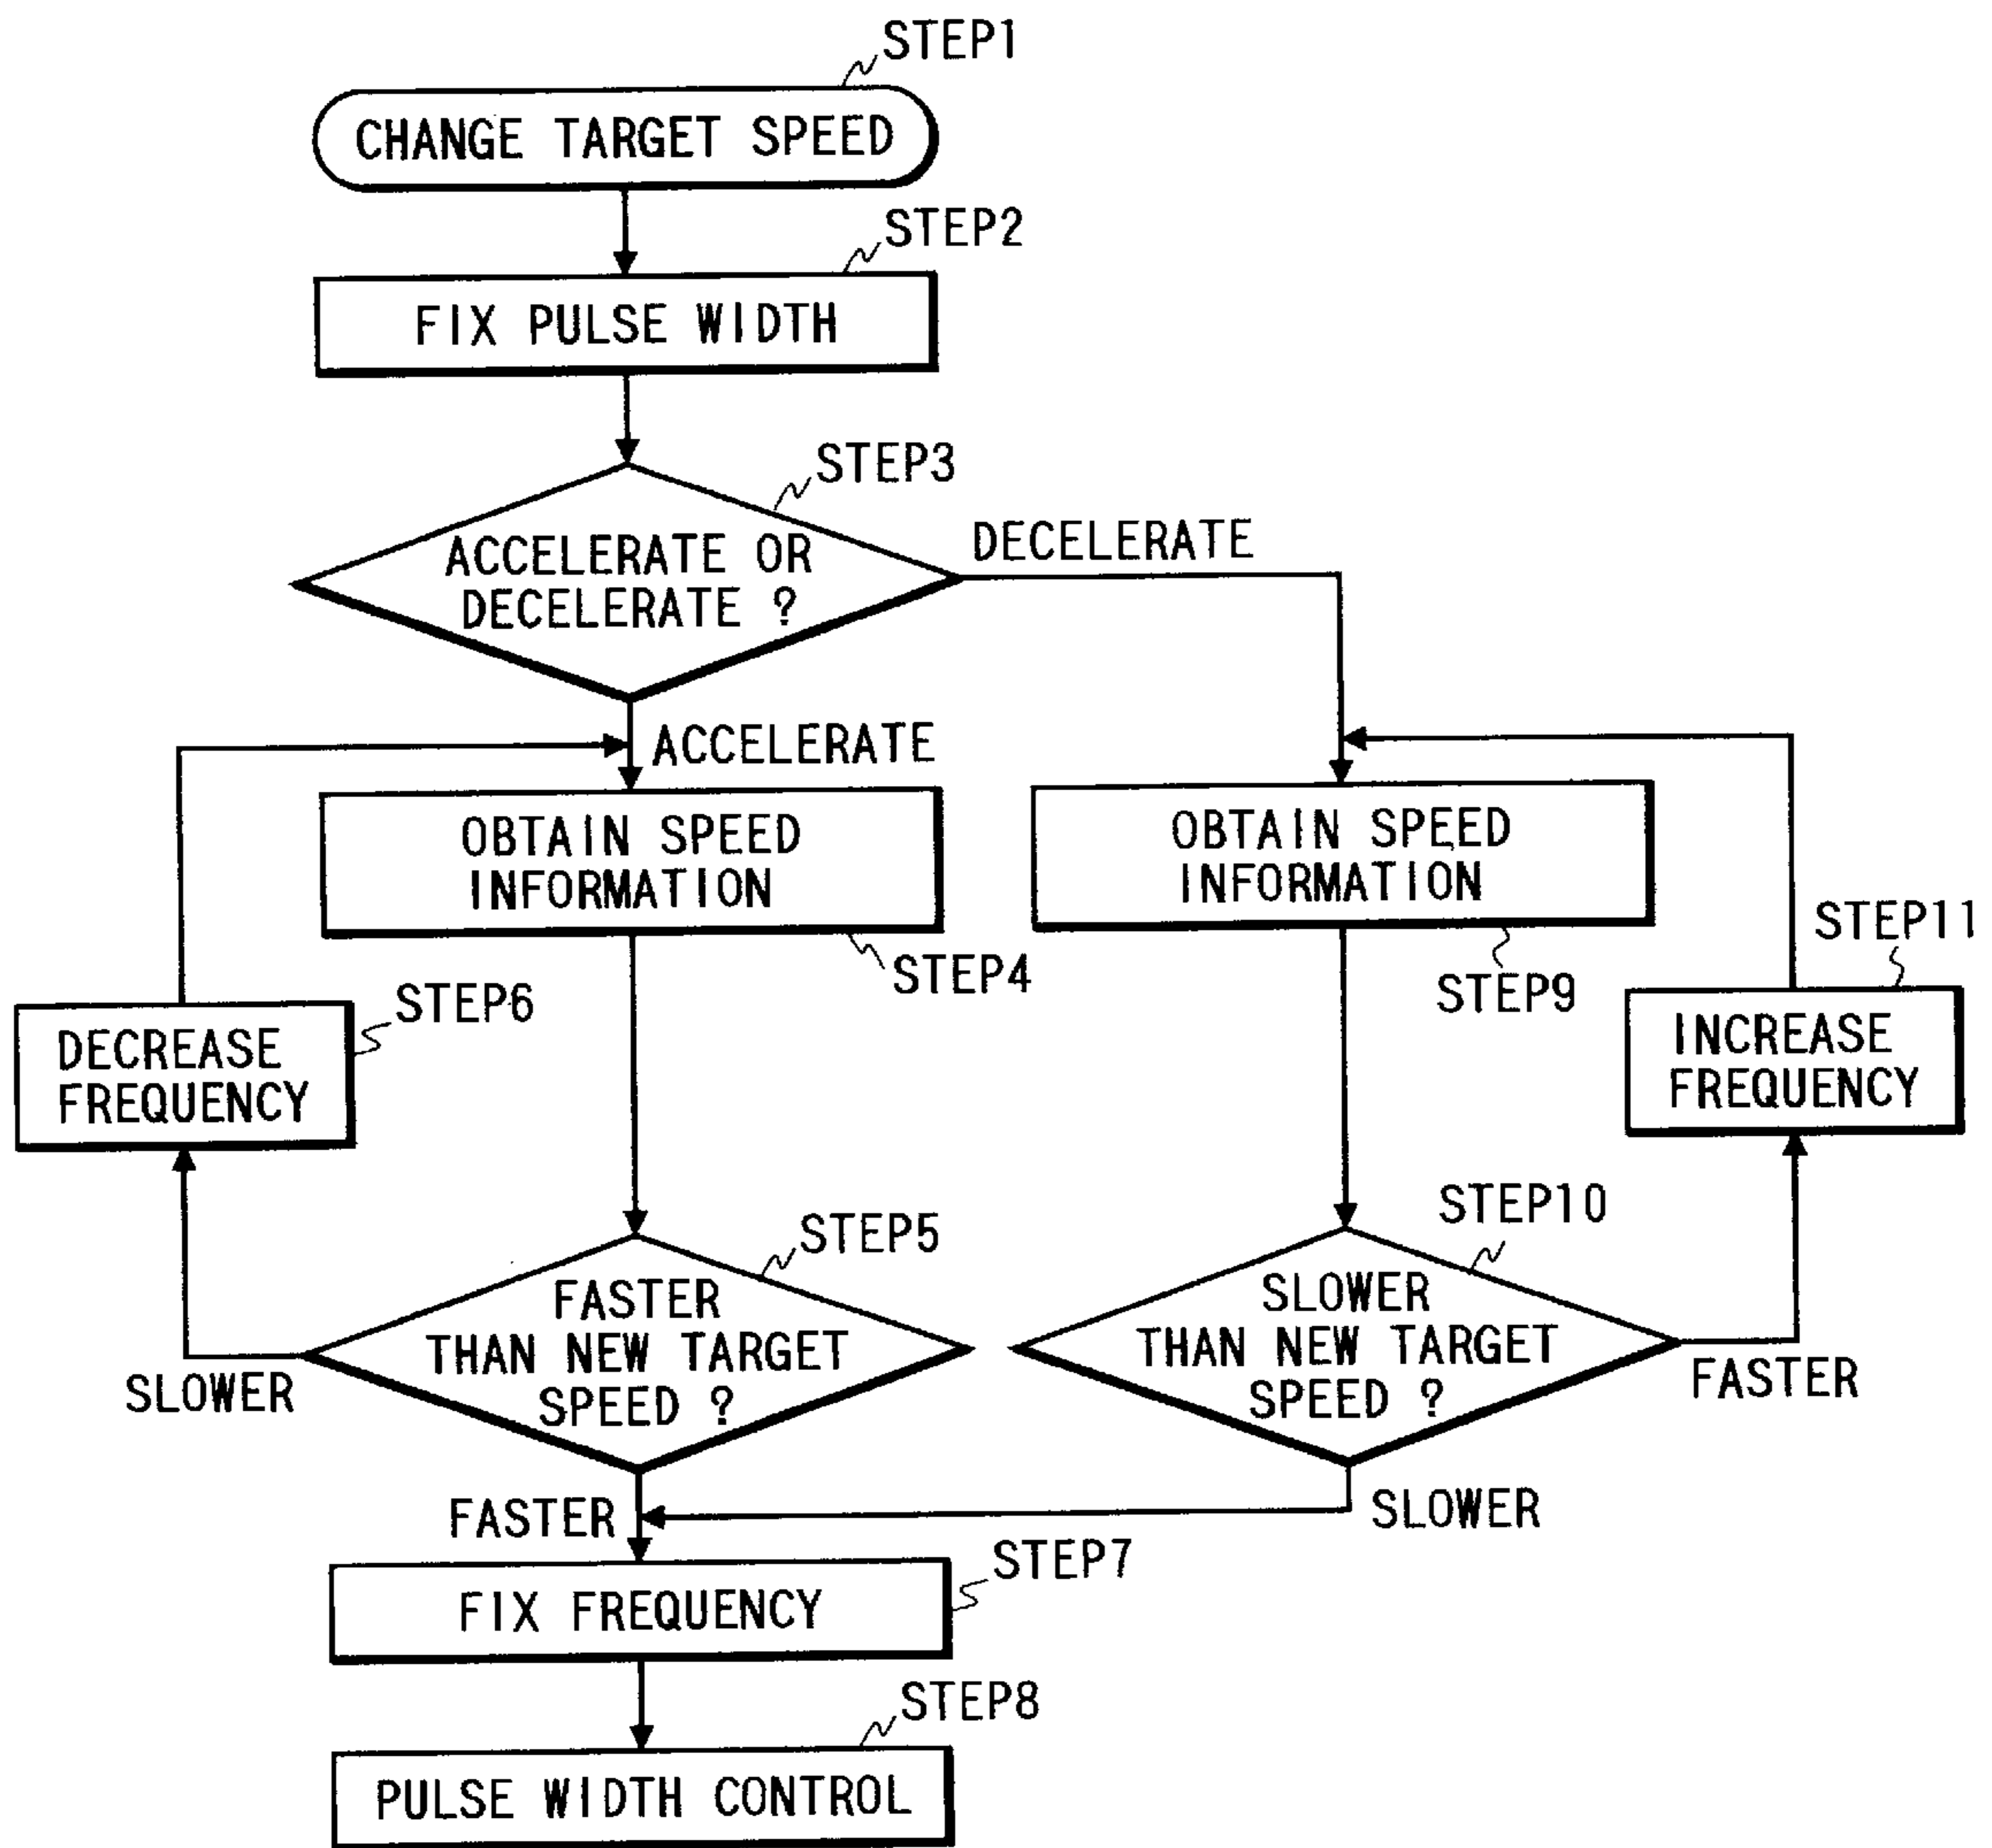 STEP1
CHANGE TARGET SPEED
STEP2
FIX PULSE WIDTH
STEP3
ACCELERATE OR
DECELERATE ?
DECELERATE
ACCELERATE
OBTAIN SPEED
INFORMATION
STEP4
OBTAIN SPEED
INFORMATION
STEP9
STEP6
DECREASE
FREQUENCY
STEP11
INCREASE
FREQUENCY
STEP5
FASTER
THAN NEW TARGET
SPEED ?
SLOWER
STEP10
SLOWER
THAN NEW TARGET
SPEED ?
FASTER
FASTER
SLOWER
STEP7
FIX FREQUENCY
STEP8
PULSE WIDTH CONTROL